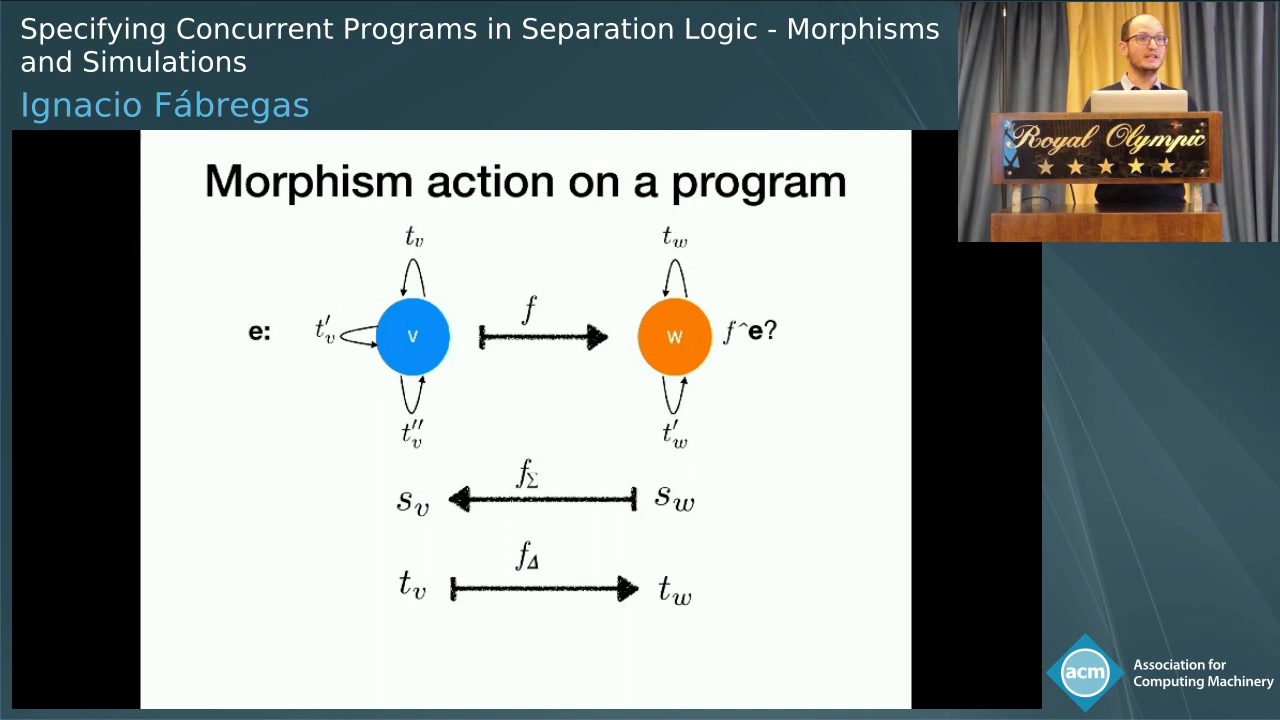 Specifying Concurrent Programs in Separation Logic - Morphisms
and Simulations
Ignacio Fábregas
Royal Olympic
Morphism action on a program
t_v
t_w
f
e:
t'_v
v
w
f^e?
t''_v
t'_w
f_Σ
s_v
s_w
f_Δ
t_v
t_w
acm
Association for
Computing Machinery